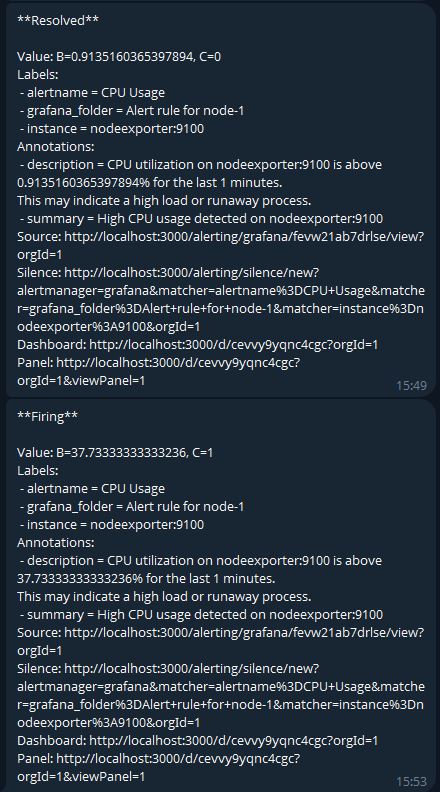 **Resolved**
Value: B=0.9135160365397894, C=0
Labels:
- alertname = CPU Usage
- grafana_folder = Alert rule for node-1
- instance = nodeexporter:9100
Annotations:
- description = CPU utilization on nodeexporter:9100 is above
0.9135160365397894% for the last 1 minutes.
This may indicate a high load or runaway process.
- summary = High CPU usage detected on nodeexporter:9100
Source: http://localhost:3000/alerting/grafana/fevw21ab7drlse/view?
orgId=1
Silence: http://localhost:3000/alerting/silence/new?
alertmanager=grafana&matcher=alertname%3DCPU+Usage&matche
r=grafana_folder%3DAlert+rule+for+node-1&matcher=instance%3Dn
odeexporter%3A9100&orgId=1
Dashboard: http://localhost:3000/d/cevvy9yqnc4cgc?orgId=1
Panel: http://localhost:3000/d/cevvy9yqnc4cgc?
orgId=1&viewPanel=1
15:49
**Firing**
Value: B=37.73333333333236, C=1
Labels:
- alertname = CPU Usage
- grafana_folder = Alert rule for node-1
- instance = nodeexporter:9100
Annotations:
- description = CPU utilization on nodeexporter:9100 is above
37.73333333333236% for the last 1 minutes.
This may indicate a high load or runaway process.
- summary = High CPU usage detected on nodeexporter:9100
Source: http://localhost:3000/alerting/grafana/fevw21ab7drlse/view?
orgId=1
Silence: http://localhost:3000/alerting/silence/new?
alertmanager=grafana&matcher=alertname%3DCPU+Usage&matche
r=grafana_folder%3DAlert+rule+for+node-1&matcher=instance%3Dn
odeexporter%3A9100&orgId=1
Dashboard: http://localhost:3000/d/cevvy9yqnc4cgc?orgId=1
Panel: http://localhost:3000/d/cevvy9yqnc4cgc?
orgId=1&viewPanel=1
15:53